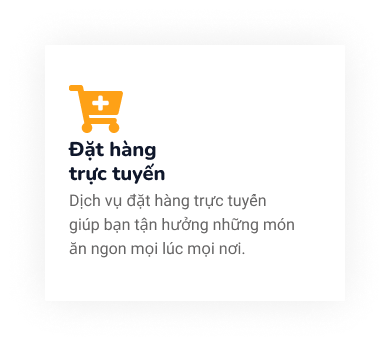 Đặt hàng
trực tuyến
Dịch vụ đặt hàng trực tuyến
giúp bạn tận hưởng những món
ăn ngon mọi lúc mọi nơi.